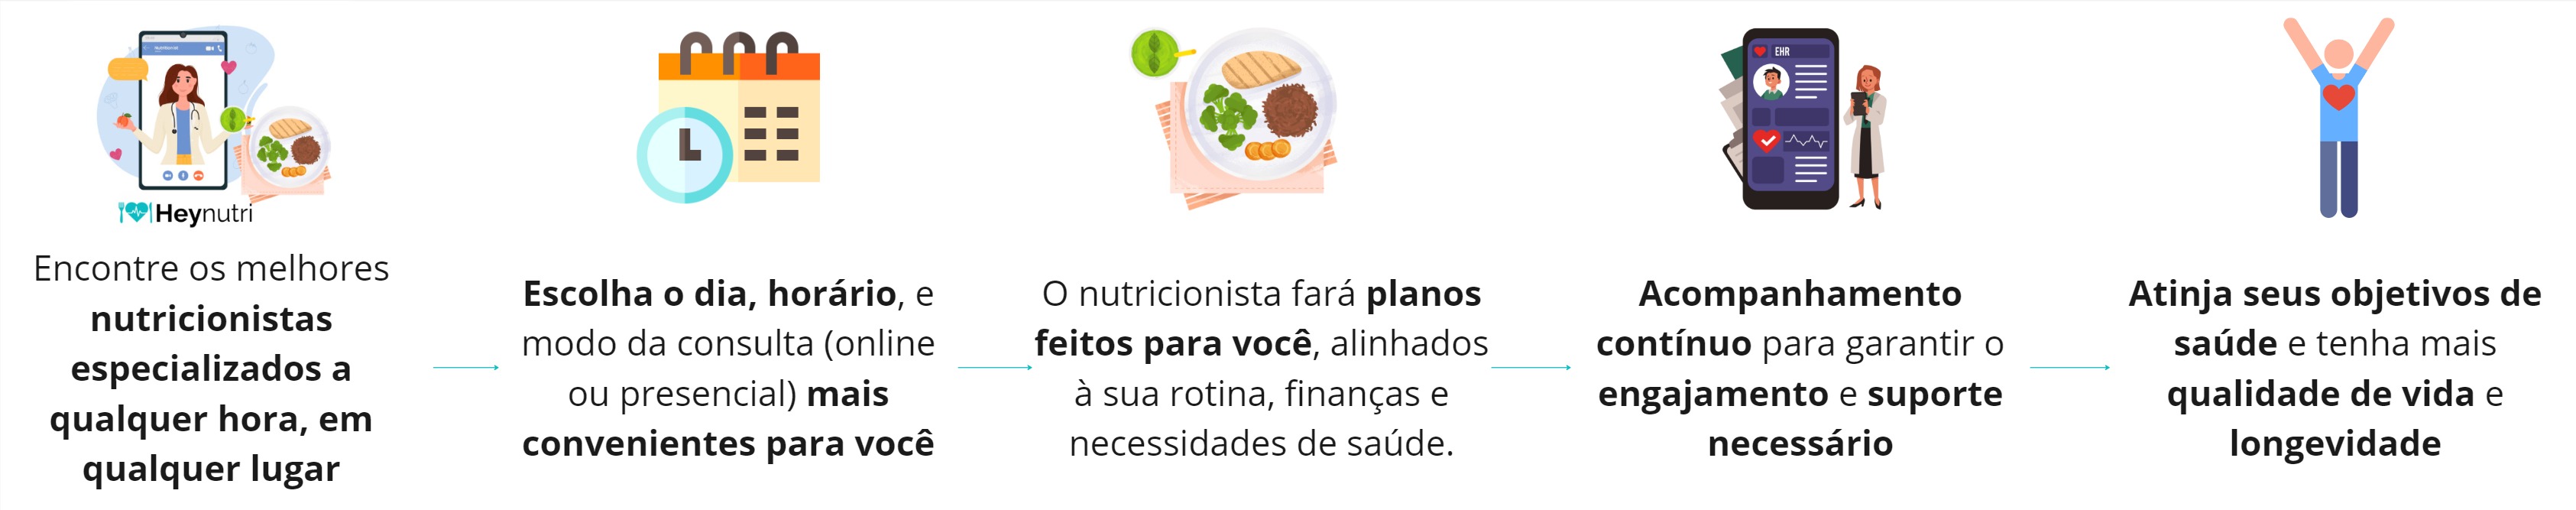 EHR
Heynutri
Encontre os melhores
nutricionistas
especializados a
qualquer hora, em
qualquer lugar
Escolha o dia, horário, e
modo da consulta (online
ou presencial) mais
convenientes para você
O nutricionista fará planos
feitos para você, alinhados
à sua rotina, finanças e
necessidades de saúde.
Acompanhamento
contínuo para garantir o
engajamento e suporte
necessário
Atinja seus objetivos de
saúde e tenha mais
qualidade de vida e
longevidade